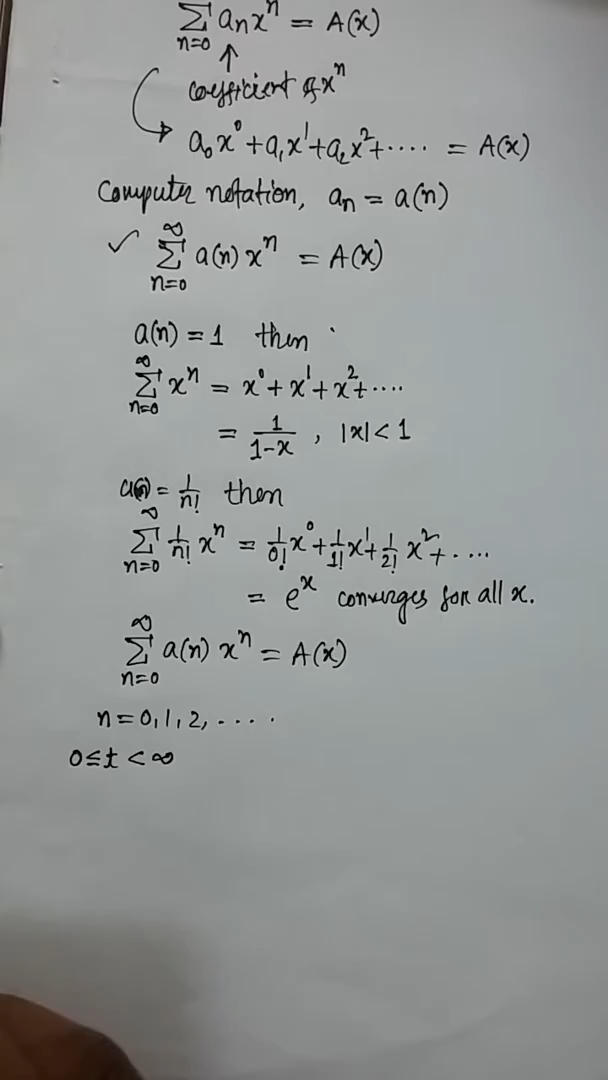 ∑ aₙxⁿ = A(x)
n=0 ↑
coefficient of xⁿ
→ a₀x⁰ + a₁x¹ + a₂x² + .... = A(x)
Computer notation, aₙ = a(n)
✓ ∞
∑ a(n) xⁿ = A(x)
n=0
a(n) = 1 then
∞
∑ xⁿ = x⁰ + x¹ + x² + ....
n=0
= 1/(1-x) , |x| < 1
a(n) = 1/n! then
∞
∑ 1/n! xⁿ = 1/0! x⁰ + 1/1! x¹ + 1/2! x² + ....
n=0
= eˣ converges for all x.
∞
∑ a(n) xⁿ = A(x)
n=0
n = 0, 1, 2, ....
0 ≤ t < ∞